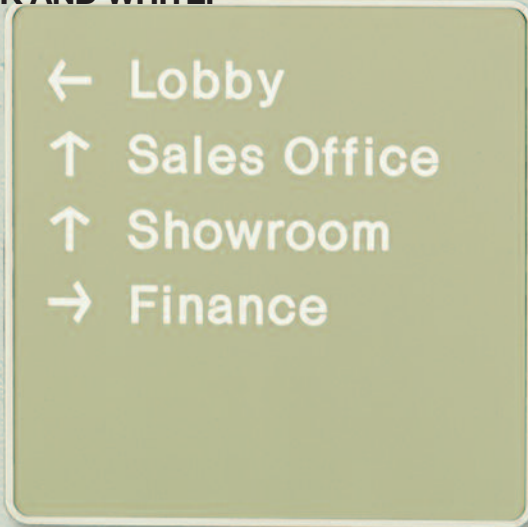 ← Lobby
↑ Sales Office
↑ Showroom
→ Finance